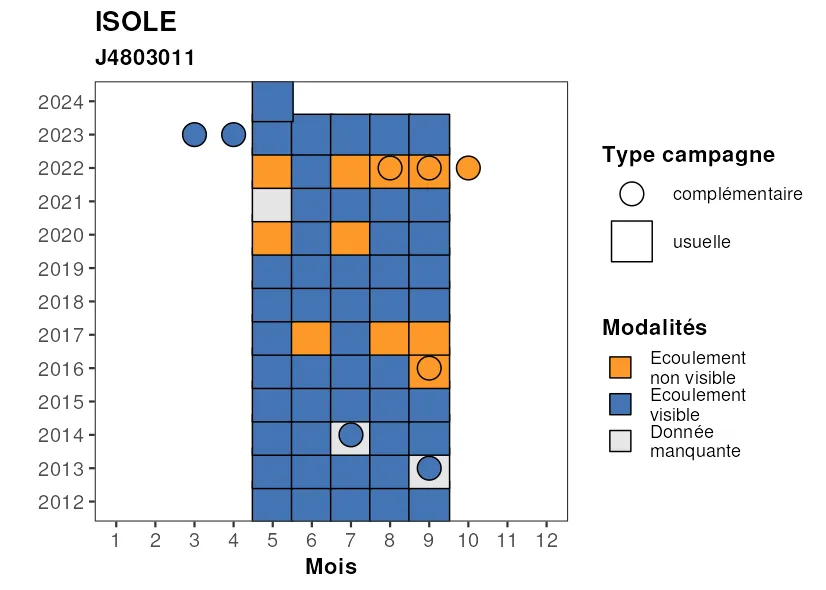 ISOLE
J4803011
2024
2023
2022
2021
2020
2019
2018
2017
2016
2015
2014
2013
2012
1 2 3 4 5 6 7 8 9 10 11 12
Mois
Type campagne
complémentaire
usuelle
Modalités
Ecoulement
non visible
Ecoulement
visible
Donnée
manquante